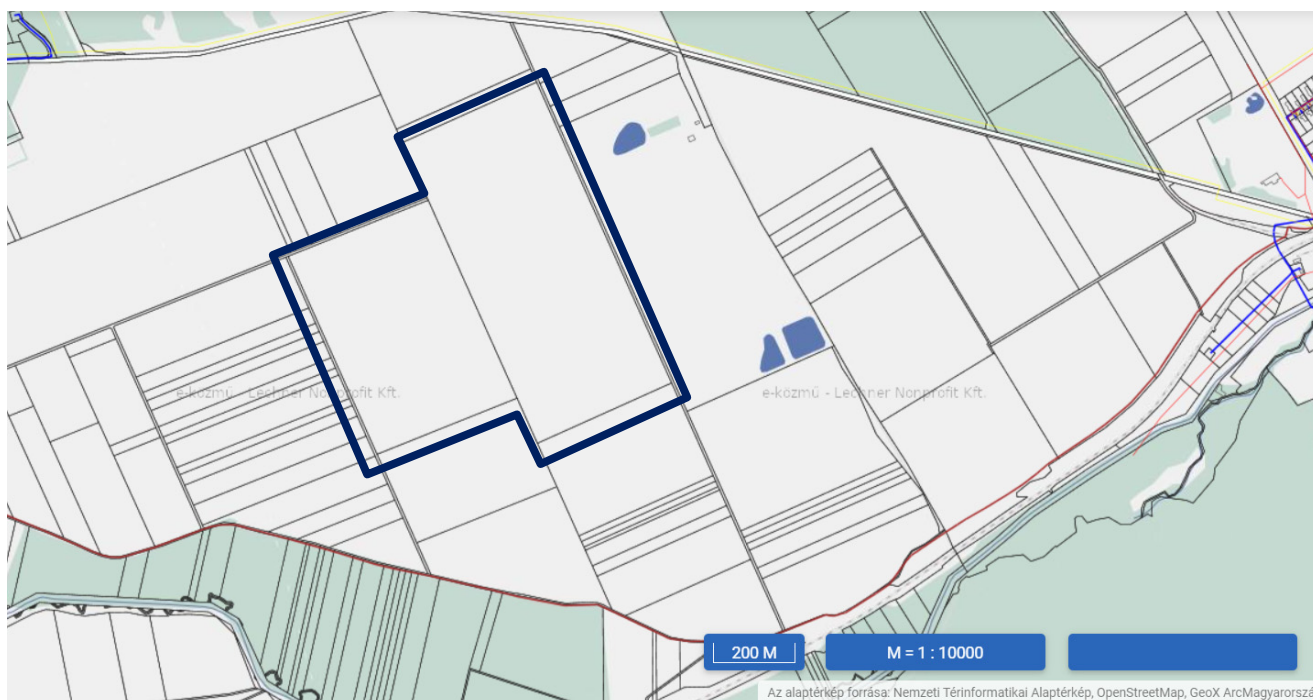 e-közmű - Lechner Nonprofit Kft.
e-közmű - Lechner Nonprofit Kft.
200 M
M = 1 : 10000
Az alaptérkép forrása: Nemzeti Térinformatikai Alaptérkép, OpenStreetMap, GeoX ArcMagyarorszá